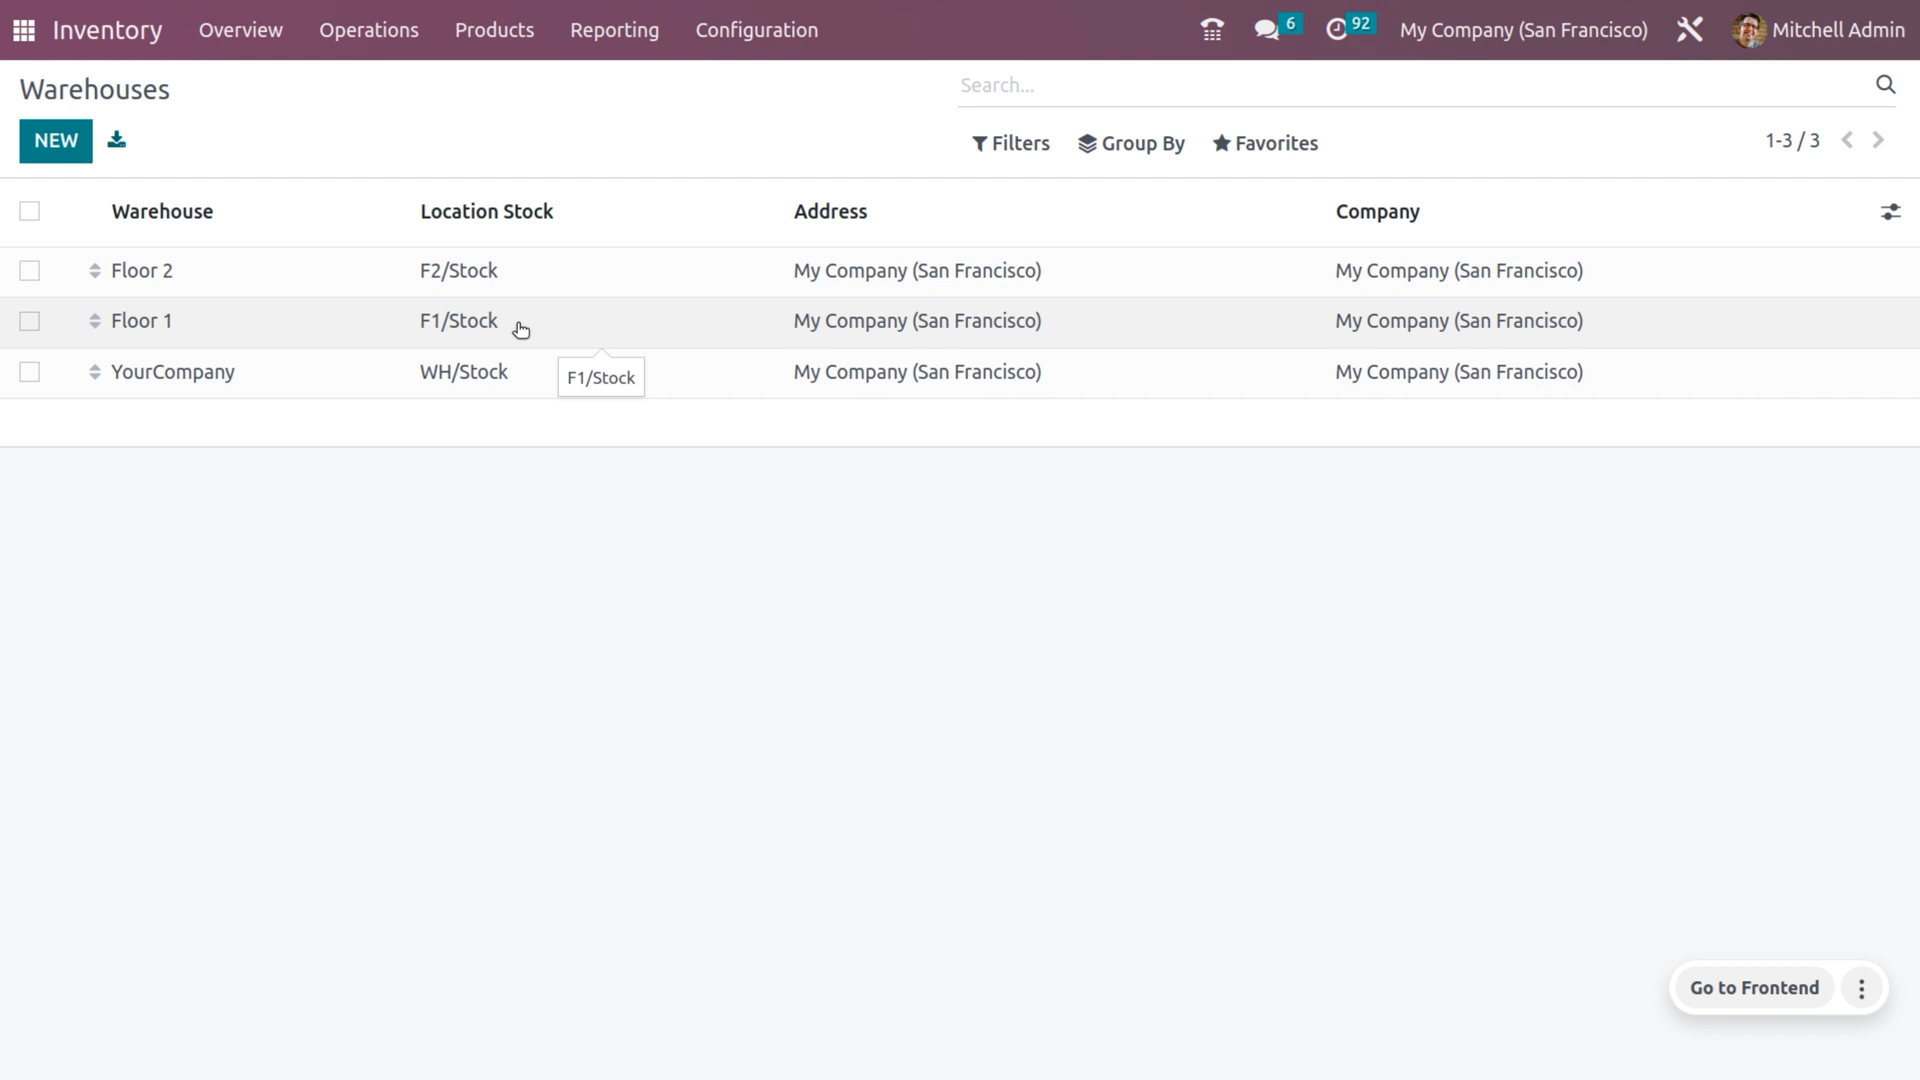 Inventory Overview Operations Products Reporting Configuration 6 92 My Company (San Francisco) Mitchell Admin
Warehouses Search...
NEW Filters Group By Favorites 1-3 / 3
Warehouse Location Stock Address Company
Floor 2 F2/Stock My Company (San Francisco) My Company (San Francisco)
Floor 1 F1/Stock My Company (San Francisco) My Company (San Francisco)
YourCompany WH/Stock My Company (San Francisco) My Company (San Francisco)
F1/Stock
Go to Frontend